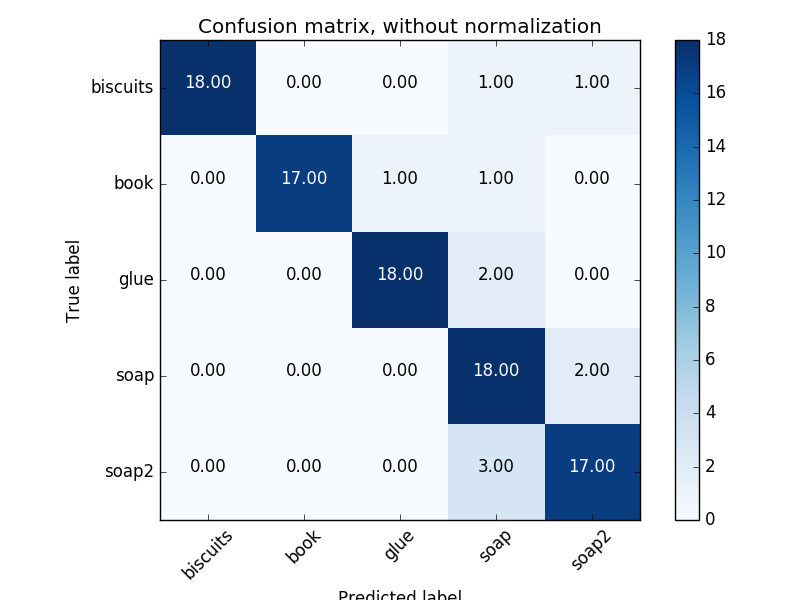 Confusion matrix, without normalization
biscuits 18.00 0.00 0.00 1.00 1.00
book 0.00 17.00 1.00 1.00 0.00
glue 0.00 0.00 18.00 2.00 0.00
soap 0.00 0.00 0.00 18.00 2.00
soap2 0.00 0.00 0.00 3.00 17.00
biscuits book glue soap soap2
True label
Predicted label
18
16
14
12
10
8
6
4
2
0